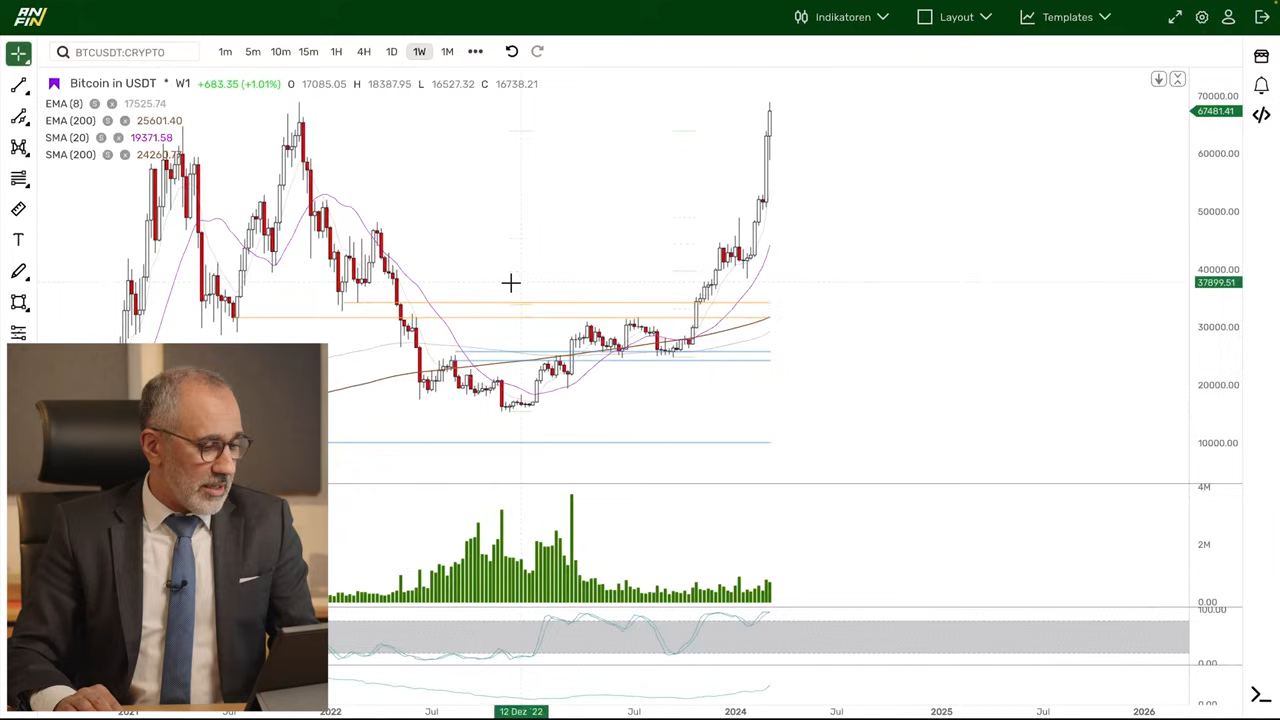 ANFIN
Indikatoren
Layout
Templates
BTCUSDT:CRYPTO
1m 5m 10m 15m 1H 4H 1D 1W 1M
Bitcoin in USDT * W1 +683.35 (+1.01%) O 17085.05 H 18387.95 L 16527.32 C 16738.21
EMA (8) S x 17525.74
EMA (200) S x 25601.40
SMA (20) S x 19371.58
SMA (200) S x 24260.77
70000.00
67481.41
60000.00
50000.00
40000.00
37899.51
30000.00
20000.00
10000.00
4M
2M
0.00
100.00
0.00
2021 Jul 2022 Jul 12 Dez '22 Jul 2024 Jul 2025 Jul 2026